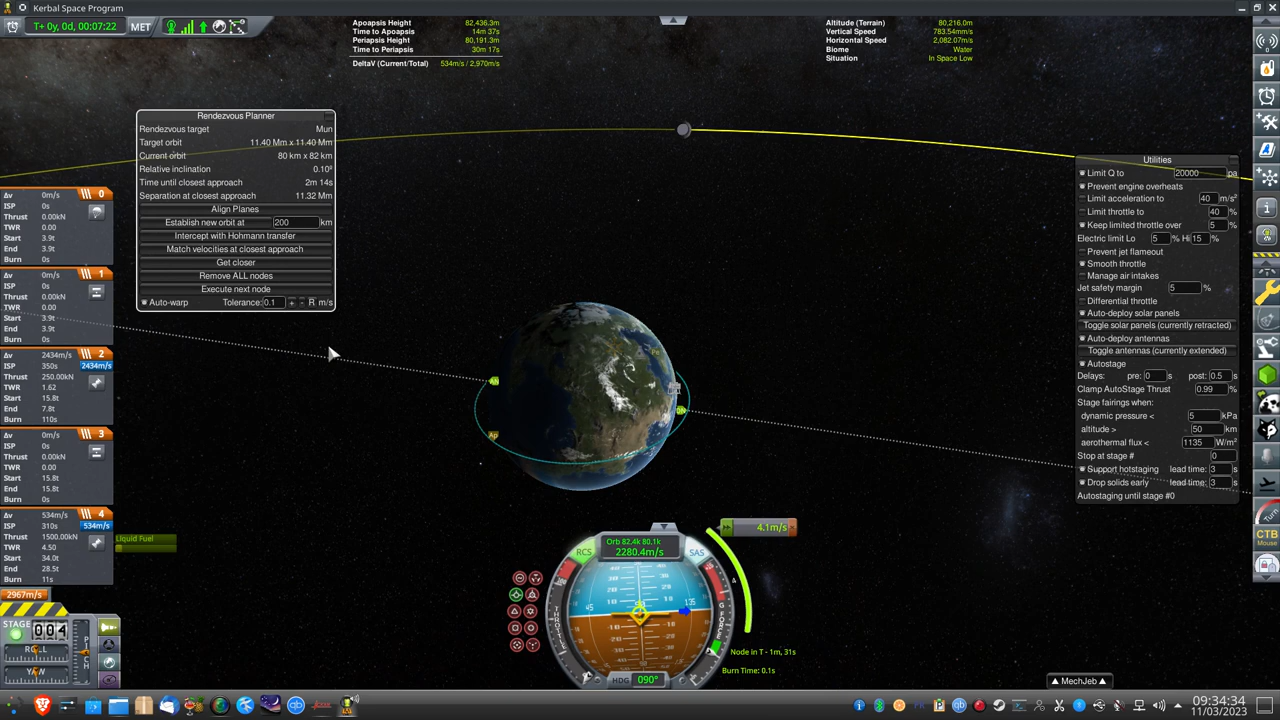 Kerbal Space Program
T+ 0y, 0d, 00:07:22
MET
Apoapsis Height 82,436.3m
Time to Apoapsis 14m 37s
Periapsis Height 80,191.3m
Time to Periapsis 30m 17s
DeltaV (Current/Total) 534m/s / 2,970m/s
Altitude (Terrain) 80,216.0m
Vertical Speed 783.54mm/s
Horizontal Speed 2,082.07m/s
Biome Water
Situation In Space Low
Rendezvous Planner
Rendezvous target Mun
Target orbit 11.40 Mm x 11.40 Mm
Current orbit 80 km x 82 km
Relative inclination 0.10º
Time until closest approach 2m 14s
Separation at closest approach 11.32 Mm
Align Planes
Establish new orbit at 200 km
Intercept with Hohmann transfer
Match velocities at closest approach
Get closer
Remove ALL nodes
Execute next node
Auto-warp Tolerance: 0.1 + - R m/s
Utilities
Limit Q to 20000 pa
Prevent engine overheats
Limit acceleration to 40 m/s²
Limit throttle to 40 %
Keep limited throttle over 5 %
Electric limit Lo 5 % Hi 15 %
Prevent jet flameout
Smooth throttle
Manage air intakes
Jet safety margin 5 %
Differential throttle
Auto-deploy solar panels
Toggle solar panels (currently retracted)
Auto-deploy antennas
Toggle antennas (currently extended)
Autostage
Delays: pre: 0 s post: 0.5 s
Clamp AutoStage Thrust 0.99 %
Stage fairings when:
dynamic pressure < 5 kPa
altitude > 50 km
aerothermal flux < 1135 W/m²
Stop at stage # 0
Support hotstaging lead time: 3 s
Drop solids early lead time: 3 s
Autostaging until stage #0
Δv 0m/s 0
ISP 0s
Thrust 0.00kN
TWR 0.00
Start 3.9t
End 3.9t
Burn 0s
Δv 0m/s 1
ISP 0s
Thrust 0.00kN
TWR 0.00
Start 3.9t
End 3.9t
Burn 0s
Δv 2434m/s 2
ISP 350s 2434m/s
Thrust 250.00kN
TWR 1.62
Start 15.8t
End 7.8t
Burn 110s
Δv 0m/s 3
ISP 0s
Thrust 0.00kN
TWR 0.00
Start 15.8t
End 15.8t
Burn 0s
Δv 534m/s 4
ISP 310s 534m/s
Thrust 1500.00kN
TWR 4.50
Start 34.0t
End 28.5t
Burn 11s
Liquid Fuel
2967m/s
STAGE 004
ROLL
YAW
PITCH
AN
Ap
Pe
DN
4.1m/s
Orb 82.4k 80.1k
2280.4m/s
RCS
SAS
45
135
THROTTLE
G FORCE
HDG 090°
Node in T - 1m, 31s
Burn Time: 0.1s
▲ MechJeb ▲
Turn
CTB
Mouse
09:34:34
11/03/2023